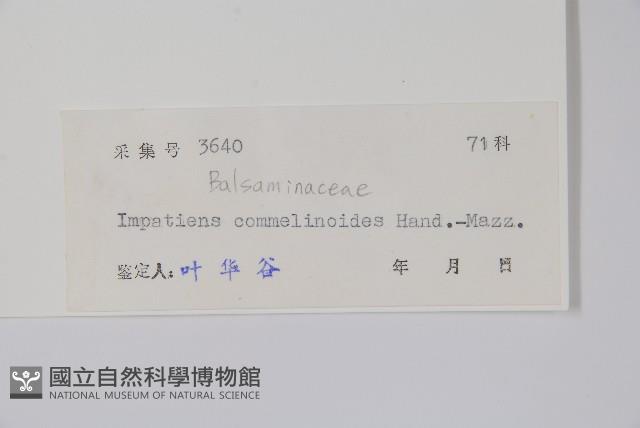 采集号 3640 71科
Balsaminaceae
Impatiens commelinoides Hand.-Mazz.
鉴定人: 叶华谷 年 月 日
國立自然科學博物館
NATIONAL MUSEUM OF NATURAL SCIENCE